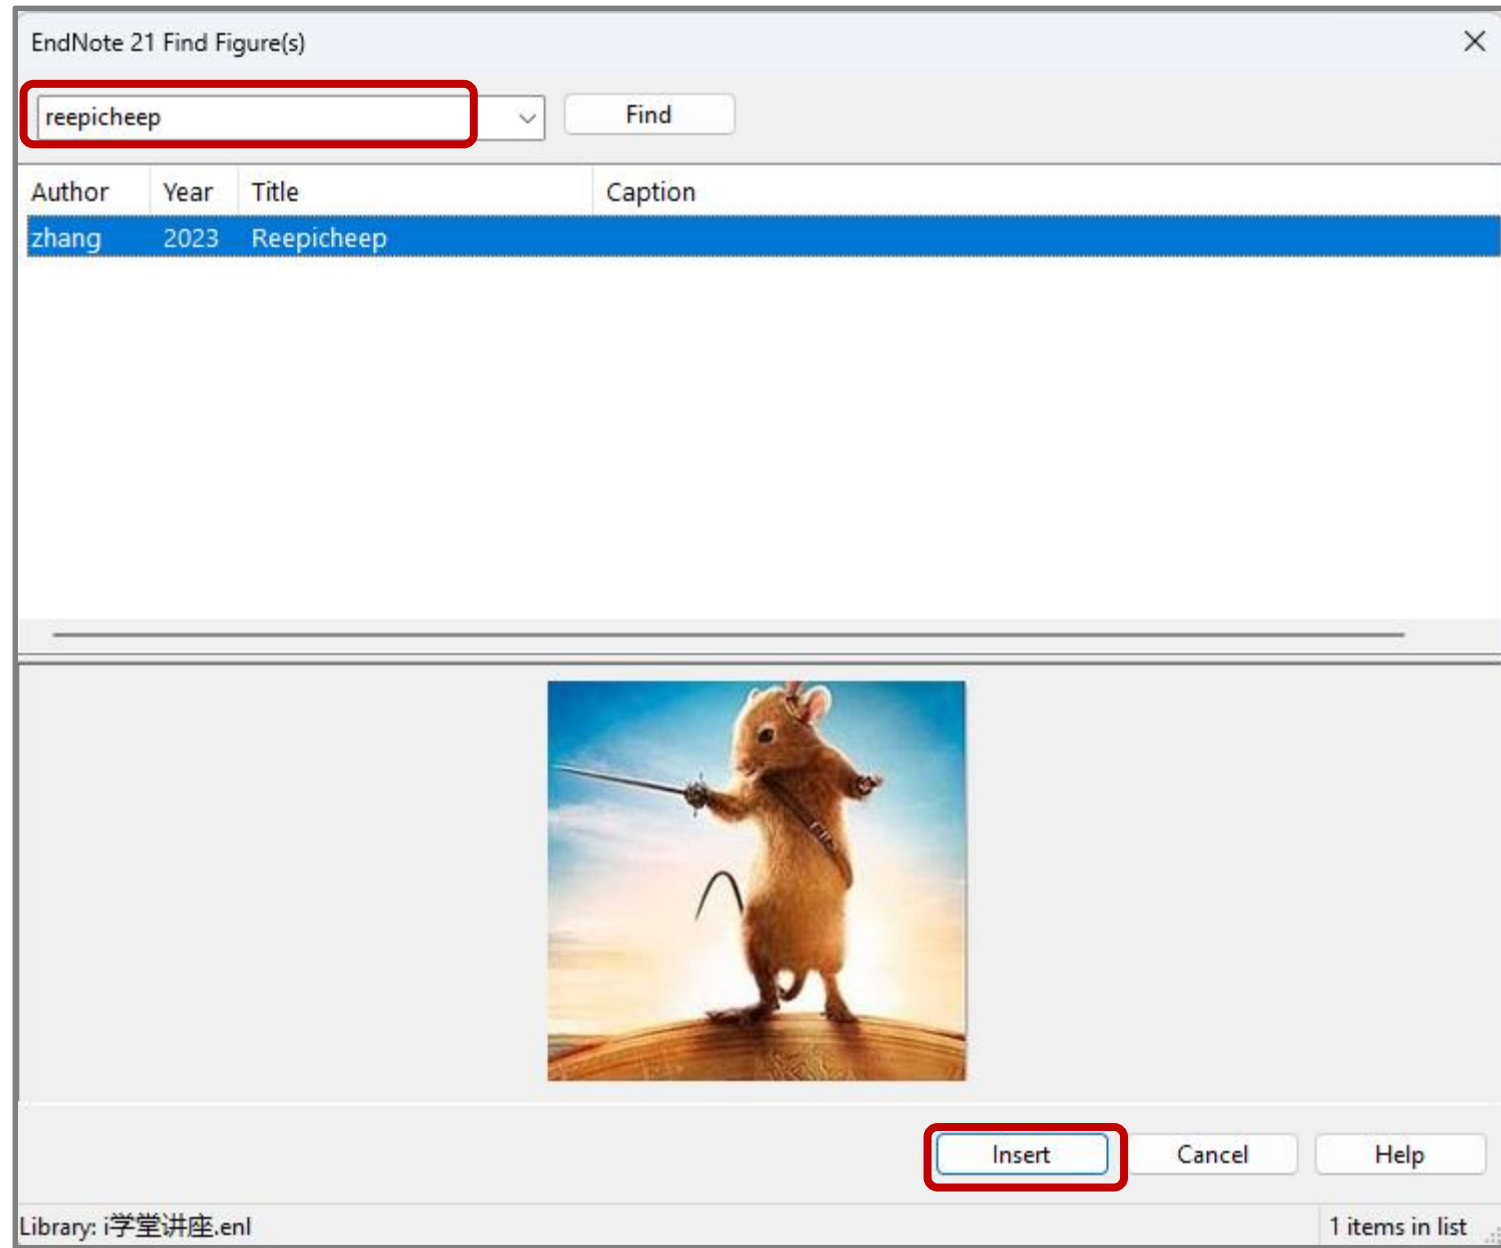 EndNote 21 Find Figure(s)
reepicheep Find
Author Year Title Caption
zhang 2023 Reepicheep
Insert Cancel Help
Library: i学堂讲座.enl 1 items in list